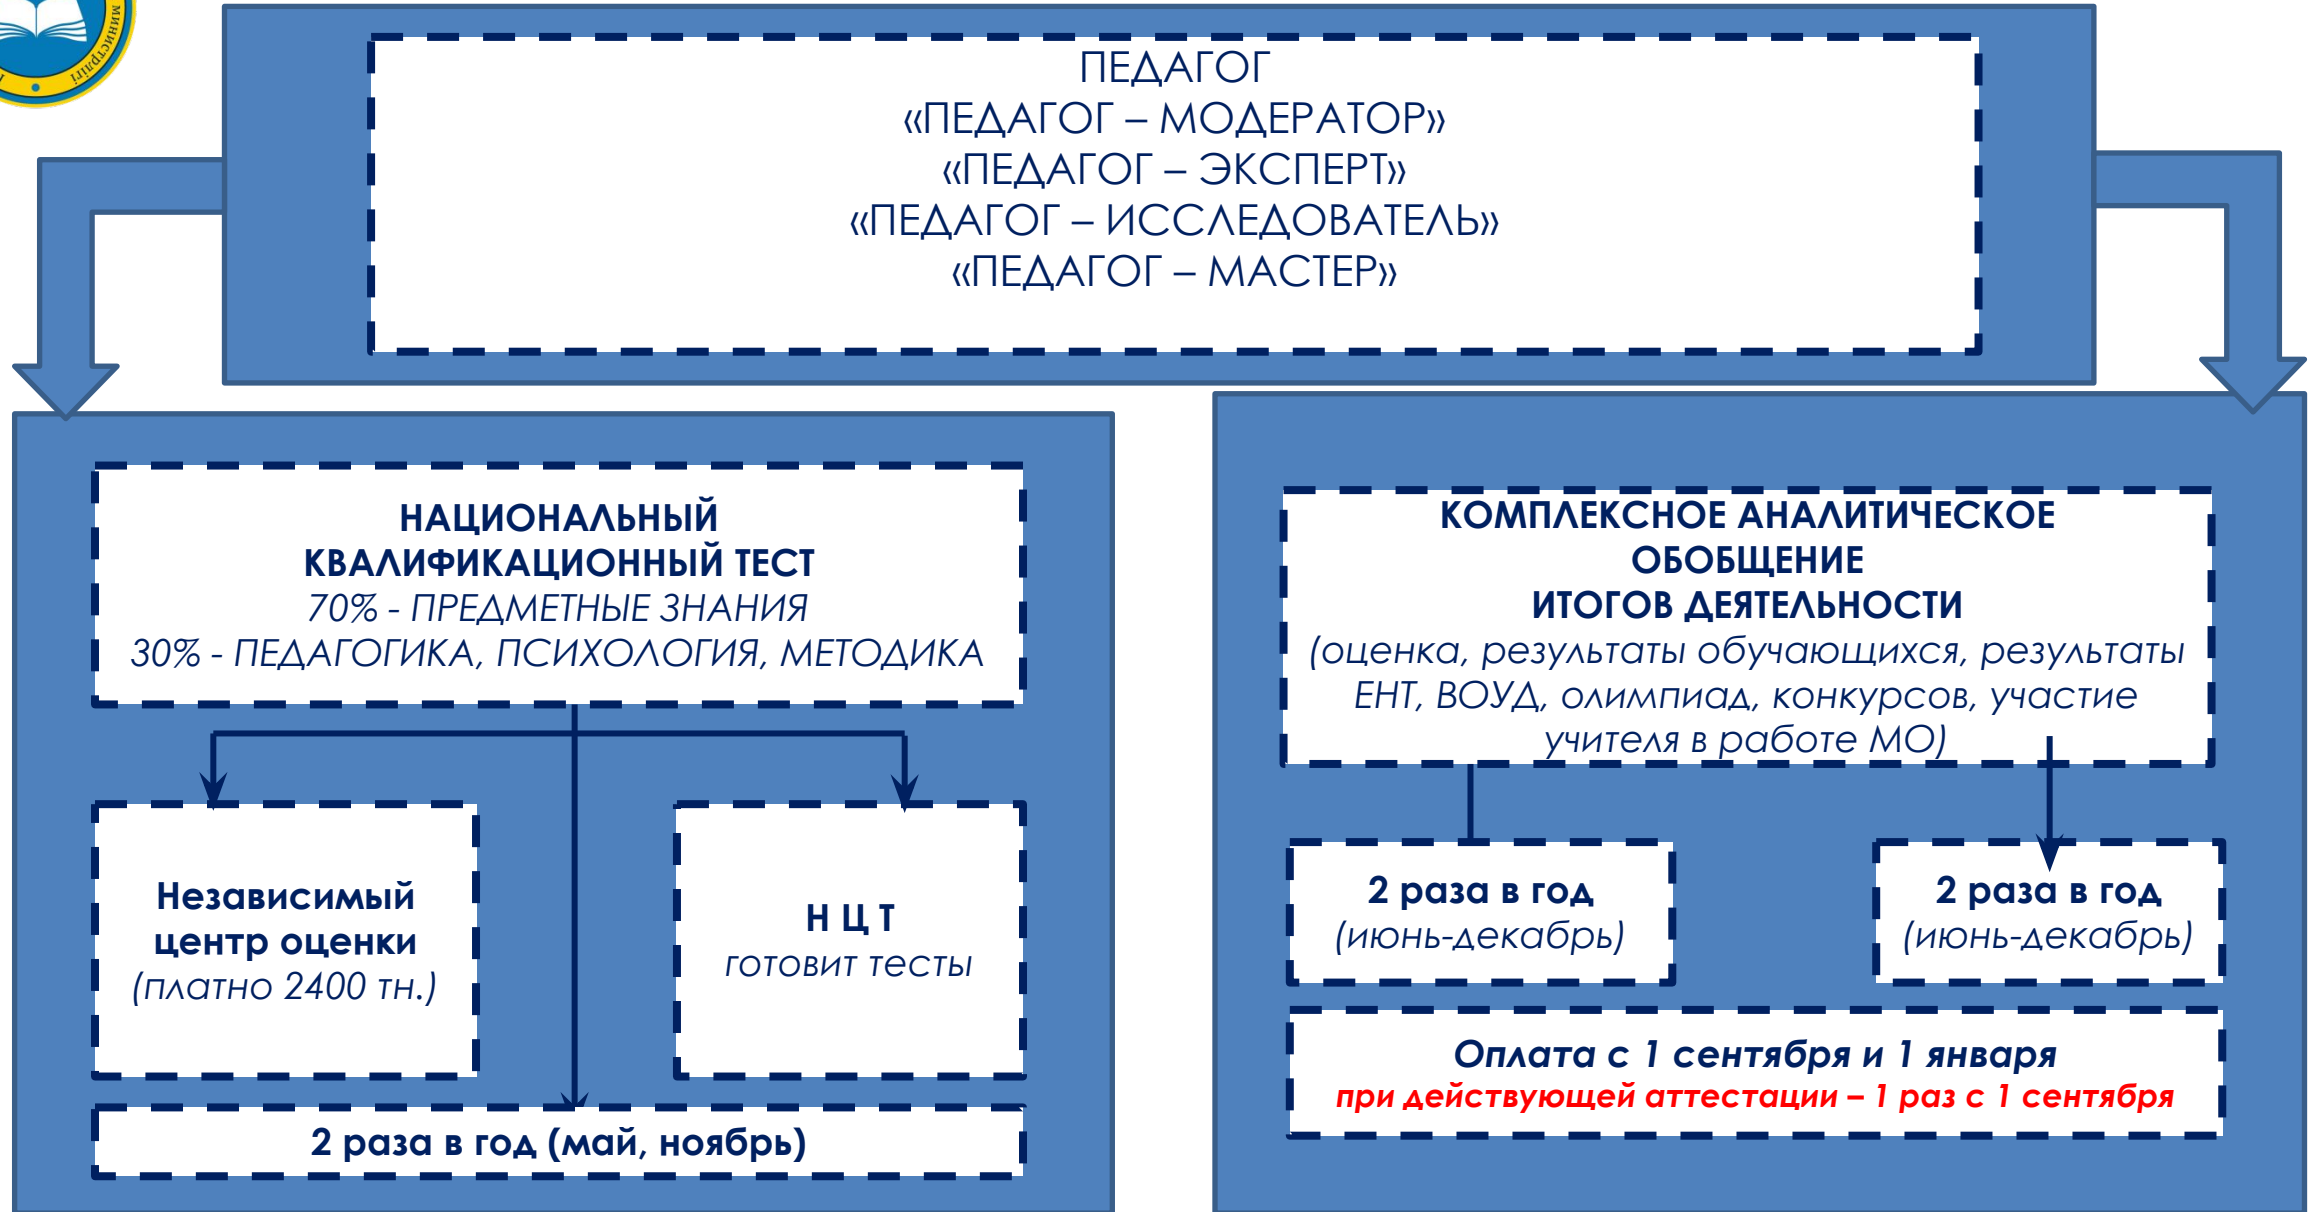 министрлігі
ПЕДАГОГ
«ПЕДАГОГ – МОДЕРАТОР»
«ПЕДАГОГ – ЭКСПЕРТ»
«ПЕДАГОГ – ИССЛЕДОВАТЕЛЬ»
«ПЕДАГОГ – МАСТЕР»
НАЦИОНАЛЬНЫЙ
КВАЛИФИКАЦИОННЫЙ ТЕСТ
70% - ПРЕДМЕТНЫЕ ЗНАНИЯ
30% - ПЕДАГОГИКА, ПСИХОЛОГИЯ, МЕТОДИКА
Независимый
центр оценки
(платно 2400 тн.)
Н Ц Т
готовит тесты
2 раза в год (май, ноябрь)
КОМПЛЕКСНОЕ АНАЛИТИЧЕСКОЕ
ОБОБЩЕНИЕ
ИТОГОВ ДЕЯТЕЛЬНОСТИ
(оценка, результаты обучающихся, результаты
ЕНТ, ВОУД, олимпиад, конкурсов, участие
учителя в работе МО)
2 раза в год
(июнь-декабрь)
2 раза в год
(июнь-декабрь)
Оплата с 1 сентября и 1 января
при действующей аттестации – 1 раз с 1 сентября